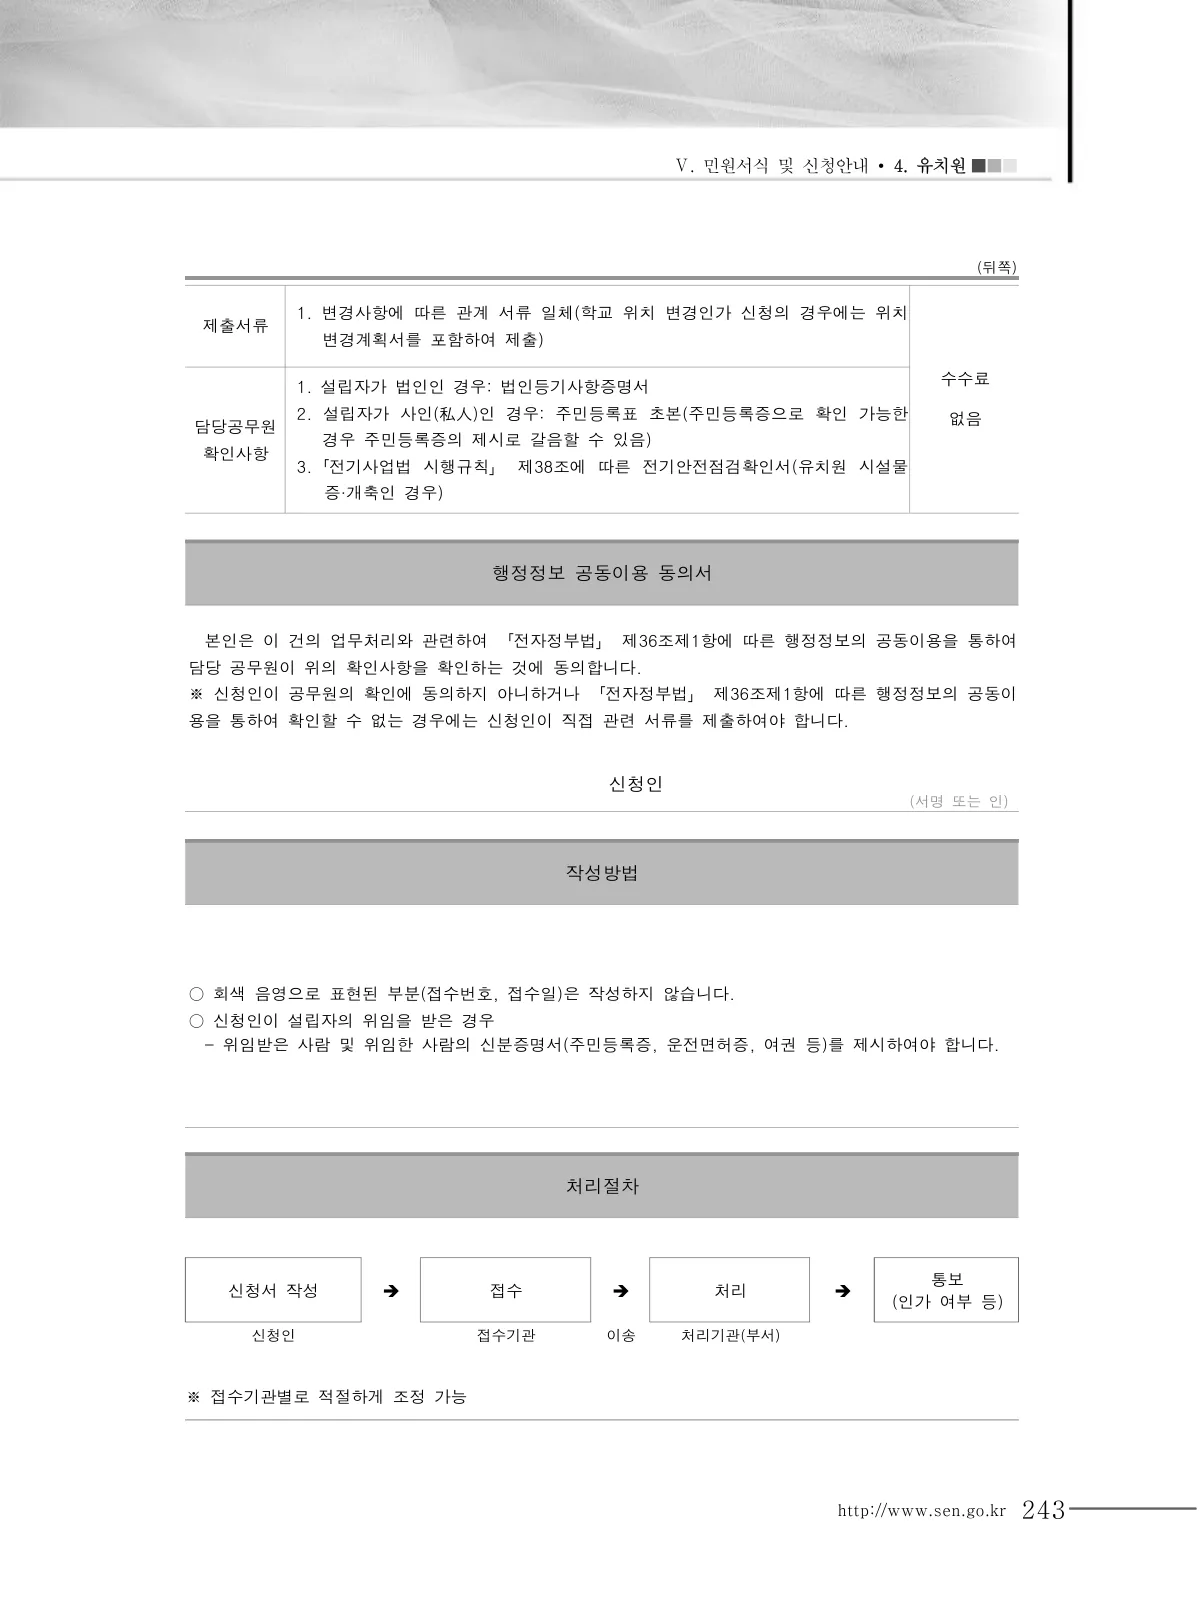 Ⅴ. 민원서식 및 신청안내 • 4. 유치원
(뒤쪽)
제출서류
1. 변경사항에 따른 관계 서류 일체(학교 위치 변경인가 신청의 경우에는 위치
변경계획서를 포함하여 제출)
수수료
없음
담당공무원
확인사항
1. 설립자가 법인인 경우: 법인등기사항증명서
2. 설립자가 사인(私人)인 경우: 주민등록표 초본(주민등록증으로 확인 가능한
경우 주민등록증의 제시로 갈음할 수 있음)
3.「전기사업법 시행규칙」 제38조에 따른 전기안전점검확인서(유치원 시설물
증·개축인 경우)
행정정보 공동이용 동의서
본인은 이 건의 업무처리와 관련하여 「전자정부법」 제36조제1항에 따른 행정정보의 공동이용을 통하여
담당 공무원이 위의 확인사항을 확인하는 것에 동의합니다.
※ 신청인이 공무원의 확인에 동의하지 아니하거나 「전자정부법」 제36조제1항에 따른 행정정보의 공동이
용을 통하여 확인할 수 없는 경우에는 신청인이 직접 관련 서류를 제출하여야 합니다.
신청인
(서명 또는 인)
작성방법
○ 회색 음영으로 표현된 부분(접수번호, 접수일)은 작성하지 않습니다.
○ 신청인이 설립자의 위임을 받은 경우
- 위임받은 사람 및 위임한 사람의 신분증명서(주민등록증, 운전면허증, 여권 등)를 제시하여야 합니다.
처리절차
신청서 작성 ➔ 접수 ➔ 처리 ➔ 통보
(인가 여부 등)
신청인 접수기관 이송 처리기관(부서)
※ 접수기관별로 적절하게 조정 가능
http://www.sen.go.kr 243